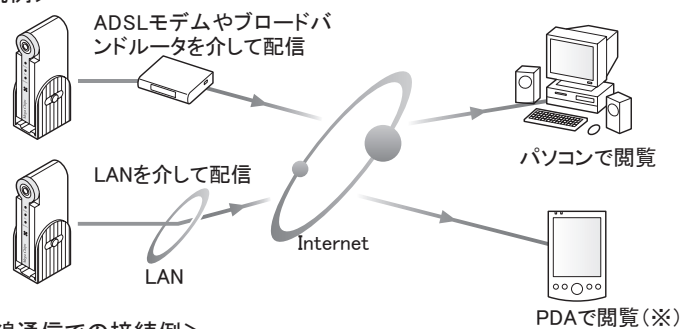 ADSLモデムやブロードバ
ンドルータを介して配信
パソコンで閲覧
LANを介して配信
Internet
LAN
PDAで閲覧(※)